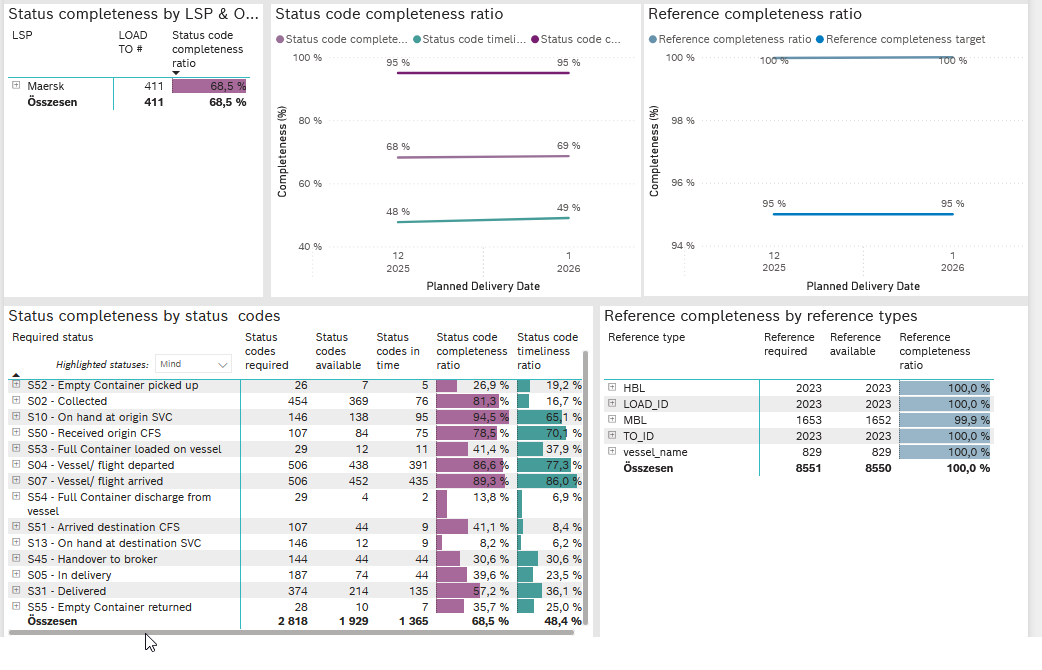 Status completeness by LSP & O...
LSP
LOAD TO #
Status code completeness ratio
Maersk 411 68,5 %
Összesen 411 68,5 %
Status code completeness ratio
Status code complete... Status code timeli... Status code c...
Completeness (%)
100 %
80 %
60 %
40 %
95 % 95 %
68 % 69 %
48 % 49 %
12 1
2025 2026
Planned Delivery Date
Reference completeness ratio
Reference completeness ratio Reference completeness target
Completeness (%)
100 %
98 %
96 %
94 %
100 % 100 %
95 % 95 %
12 1
2025 2026
Planned Delivery Date
Status completeness by status codes
Required status
Highlighted statuses: Mind
Status codes required
Status codes available
Status codes in time
Status code completeness ratio
Status code timeliness ratio
S52 - Empty Container picked up 26 7 5 26,9 % 19,2 %
S02 - Collected 454 369 76 81,3 % 16,7 %
S10 - On hand at origin SVC 146 138 95 94,5 % 65,1 %
S50 - Received origin CFS 107 84 75 78,5 % 70,1 %
S53 - Full Container loaded on vessel 29 12 11 41,4 % 37,9 %
S04 - Vessel/ flight departed 506 438 391 86,6 % 77,3 %
S07 - Vessel/ flight arrived 506 452 435 89,3 % 86,0 %
S54 - Full Container discharge from vessel 29 4 2 13,8 % 6,9 %
S51 - Arrived destination CFS 107 44 9 41,1 % 8,4 %
S13 - On hand at destination SVC 146 12 9 8,2 % 6,2 %
S45 - Handover to broker 144 44 44 30,6 % 30,6 %
S05 - In delivery 187 74 44 39,6 % 23,5 %
S31 - Delivered 374 214 135 57,2 % 36,1 %
S55 - Empty Container returned 28 10 7 35,7 % 25,0 %
Összesen 2 818 1 929 1 365 68,5 % 48,4 %
Reference completeness by reference types
Reference type
Reference required
Reference available
Reference completeness ratio
HBL 2023 2023 100,0 %
LOAD_ID 2023 2023 100,0 %
MBL 1653 1652 99,9 %
TO_ID 2023 2023 100,0 %
vessel_name 829 829 100,0 %
Összesen 8551 8550 100,0 %